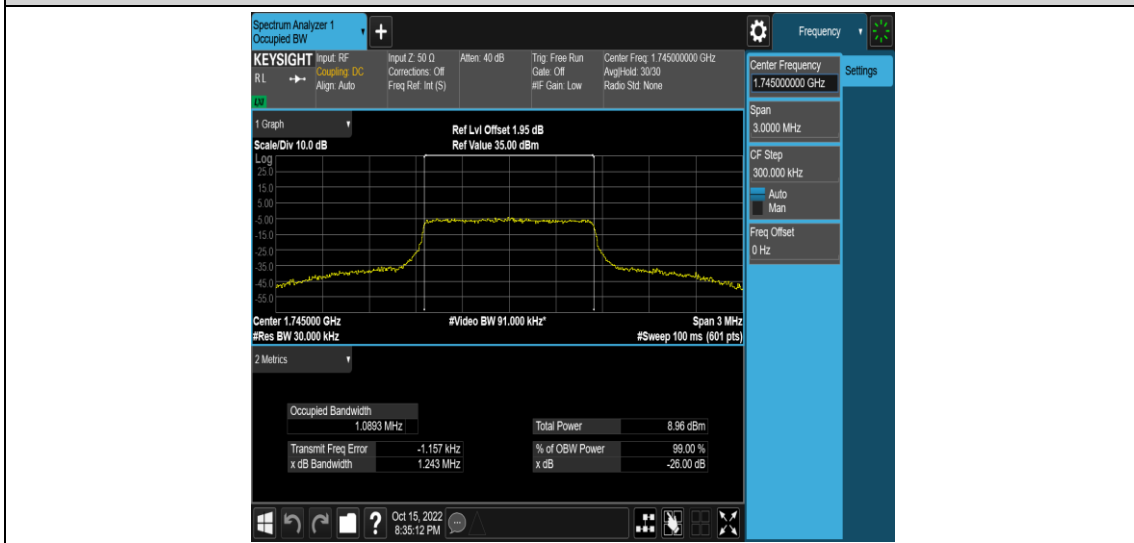 Spectrum Analyzer 1
Occupied BW
+
Frequency
KEYSIGHT
RL
LXI
Input: RF
Coupling: DC
Align: Auto
Input Z: 50 Ω
Corrections: Off
Freq Ref: Int (S)
Atten: 40 dB
Trig: Free Run
Gate: Off
#IF Gain: Low
Center Freq: 1.745000000 GHz
Avg|Hold: 30/30
Radio Std: None
Center Frequency
1.745000000 GHz
Settings
Span
3.0000 MHz
CF Step
300.000 kHz
Auto
Man
Freq Offset
0 Hz
1 Graph
Ref Lvl Offset 1.95 dB
Scale/Div 10.0 dB
Ref Value 35.00 dBm
Log
25.0
15.0
5.00
-5.00
-15.0
-25.0
-35.0
-45.0
-55.0
Center 1.745000 GHz
#Video BW 91.000 kHz*
Span 3 MHz
#Res BW 30.000 kHz
#Sweep 100 ms (601 pts)
2 Metrics
Occupied Bandwidth
1.0893 MHz
Total Power 8.96 dBm
Transmit Freq Error -1.157 kHz
% of OBW Power 99.00 %
x dB Bandwidth 1.243 MHz
x dB -26.00 dB
?
Oct 15, 2022
8:35:12 PM